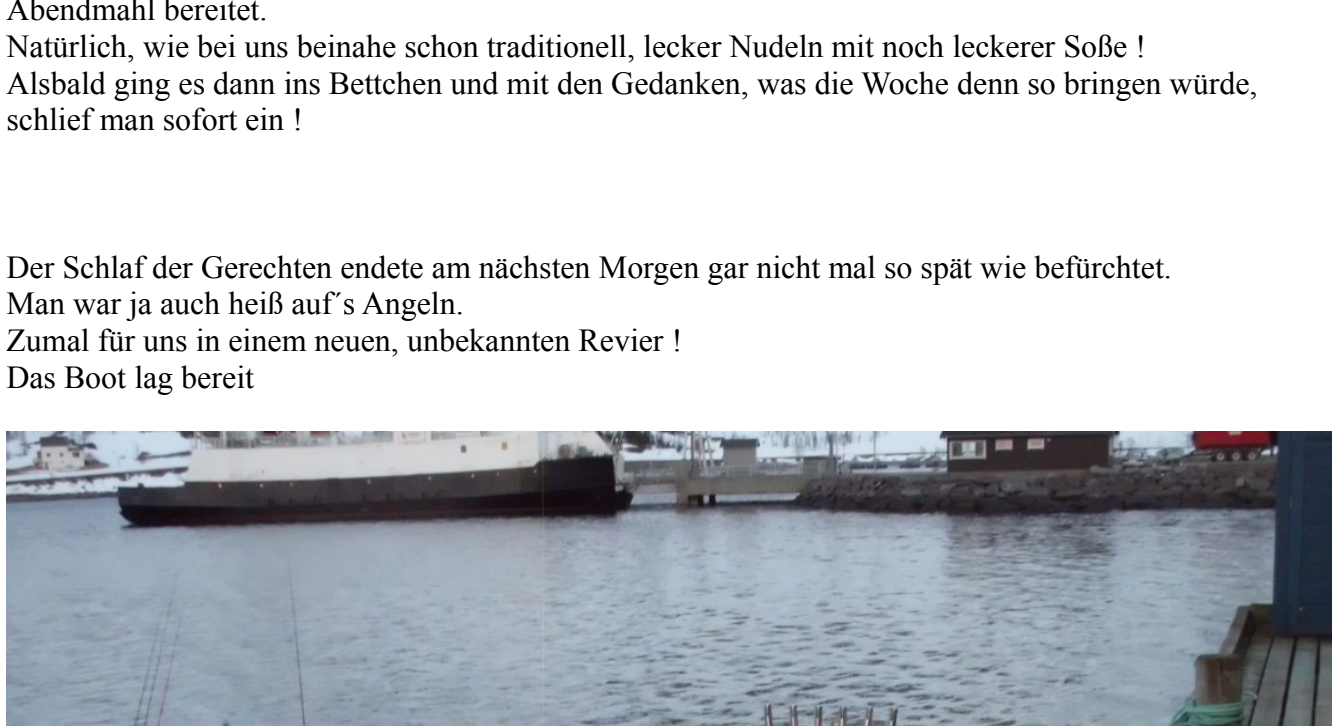 Abendmahl bereitet.
Natürlich, wie bei uns beinahe schon traditionell, lecker Nudeln mit noch leckerer Soße !
Alsbald ging es dann ins Bettchen und mit den Gedanken, was die Woche denn so bringen würde,
schlief man sofort ein !
Der Schlaf der Gerechten endete am nächsten Morgen gar nicht mal so spät wie befürchtet.
Man war ja auch heiß auf´s Angeln.
Zumal für uns in einem neuen, unbekannten Revier !
Das Boot lag bereit